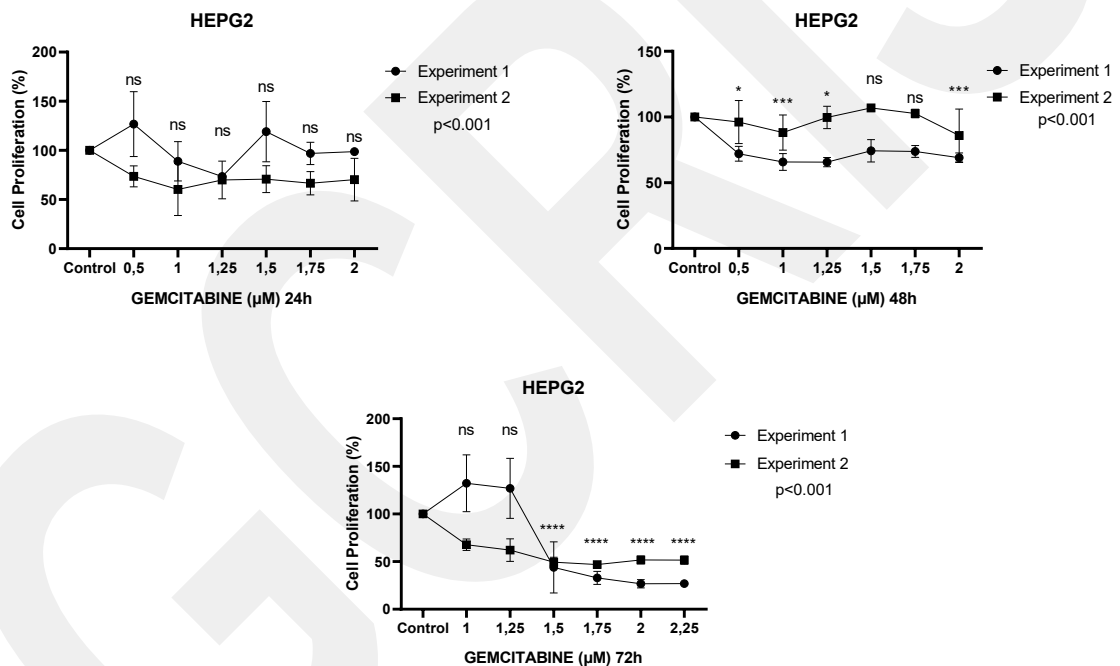 HEPG2
200
150
100
50
0
Cell Proliferation (%)
ns
ns
ns
ns
ns
ns
Experiment 1
Experiment 2
p<0.001
Control 0,5 1 1,25 1,5 1,75 2
GEMCITABINE (µM) 24h
HEPG2
150
100
50
0
Cell Proliferation (%)
*
***
*
ns
ns
***
Experiment 1
Experiment 2
p<0.001
Control 0,5 1 1,25 1,5 1,75 2
GEMCITABINE (µM) 48h
HEPG2
200
150
100
50
0
Cell Proliferation (%)
ns
ns
****
****
****
****
Experiment 1
Experiment 2
p<0.001
Control 1 1,25 1,5 1,75 2 2,25
GEMCITABINE (µM) 72h